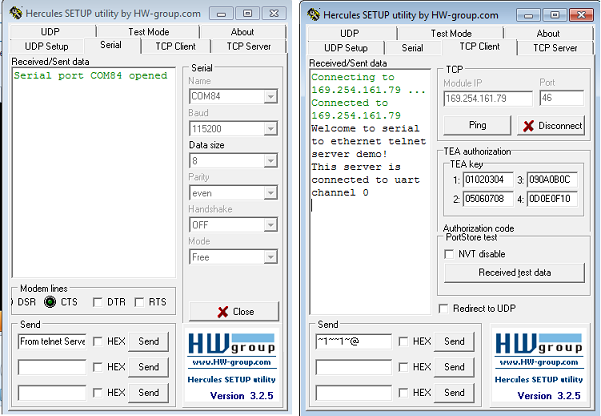 Hercules SETUP utility by HW-group.com
UDP
Test Mode
About
UDP Setup
Serial
TCP Client
TCP Server
Received/Sent data
Serial port COM84 opened
Serial
Name
COM84
Baud
115200
Data size
8
Parity
even
Handshake
OFF
Mode
Free
Modem lines
DSR
CTS
DTR
RTS
Close
Send
From telnet Serve
HEX
Send
HEX
Send
HEX
Send
HW group
www.HW-group.com
Hercules SETUP utility
Version 3.2.5
Hercules SETUP utility by HW-group.com
UDP
Test Mode
About
UDP Setup
Serial
TCP Client
TCP Server
Received/Sent data
Connecting to
169.254.161.79 ...
Connected to
169.254.161.79
Welcome to serial
to ethernet telnet
server demo!
This server is
connected to uart
channel 0
TCP
Module IP
Port
169.254.161.79
46
Ping
Disconnect
TEA authorization
TEA key
1: 01020304
3: 090A0B0C
2: 05060708
4: 0D0E0F10
Authorization code
PortStore test
NVT disable
Received test data
Redirect to UDP
Send
~1~~1~@
HEX
Send
HEX
Send
HEX
Send
HW group
www.HW-group.com
Hercules SETUP utility
Version 3.2.5